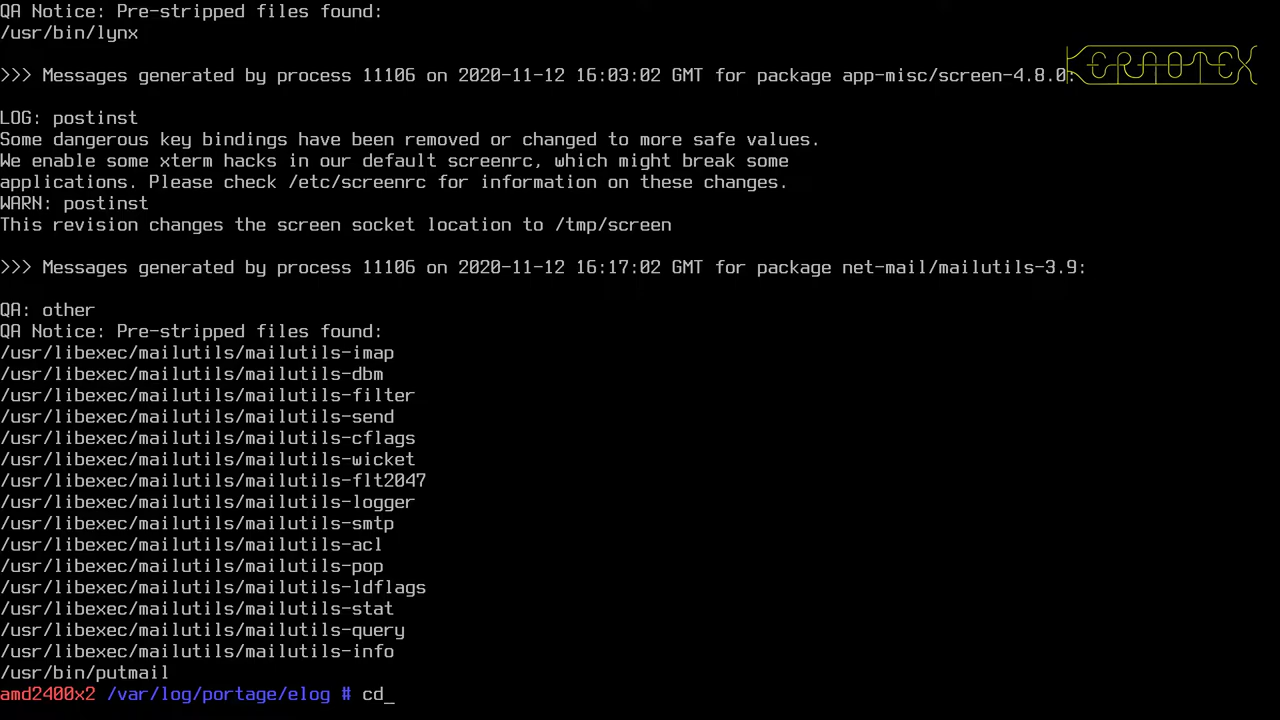 QA Notice: Pre-stripped files found:
/usr/bin/lynx
>>> Messages generated by process 11106 on 2020-11-12 16:03:02 GMT for package app-misc/screen-4.8.0:
KERAOTEX
LOG: postinst
Some dangerous key bindings have been removed or changed to more safe values.
We enable some xterm hacks in our default screenrc, which might break some
applications. Please check /etc/screenrc for information on these changes.
WARN: postinst
This revision changes the screen socket location to /tmp/screen
>>> Messages generated by process 11106 on 2020-11-12 16:17:02 GMT for package net-mail/mailutils-3.9:
QA: other
QA Notice: Pre-stripped files found:
/usr/libexec/mailutils/mailutils-imap
/usr/libexec/mailutils/mailutils-dbm
/usr/libexec/mailutils/mailutils-filter
/usr/libexec/mailutils/mailutils-send
/usr/libexec/mailutils/mailutils-cflags
/usr/libexec/mailutils/mailutils-wicket
/usr/libexec/mailutils/mailutils-flt2047
/usr/libexec/mailutils/mailutils-logger
/usr/libexec/mailutils/mailutils-smtp
/usr/libexec/mailutils/mailutils-acl
/usr/libexec/mailutils/mailutils-pop
/usr/libexec/mailutils/mailutils-ldflags
/usr/libexec/mailutils/mailutils-stat
/usr/libexec/mailutils/mailutils-query
/usr/libexec/mailutils/mailutils-info
/usr/bin/putmail
amd2400x2 /var/log/portage/elog # cd_